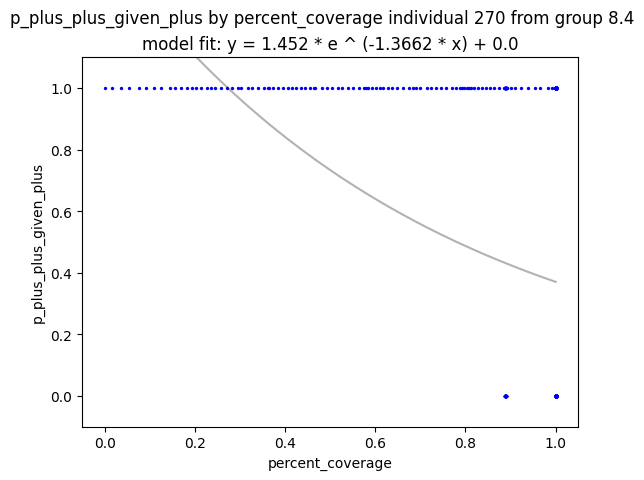 p_plus_plus_given_plus by percent_coverage individual 270 from group 8.4
model fit: y = 1.452 * e ^ (-1.3662 * x) + 0.0
p_plus_plus_given_plus
1.0
0.8
0.6
0.4
0.2
0.0
0.0 0.2 0.4 0.6 0.8 1.0
percent_coverage